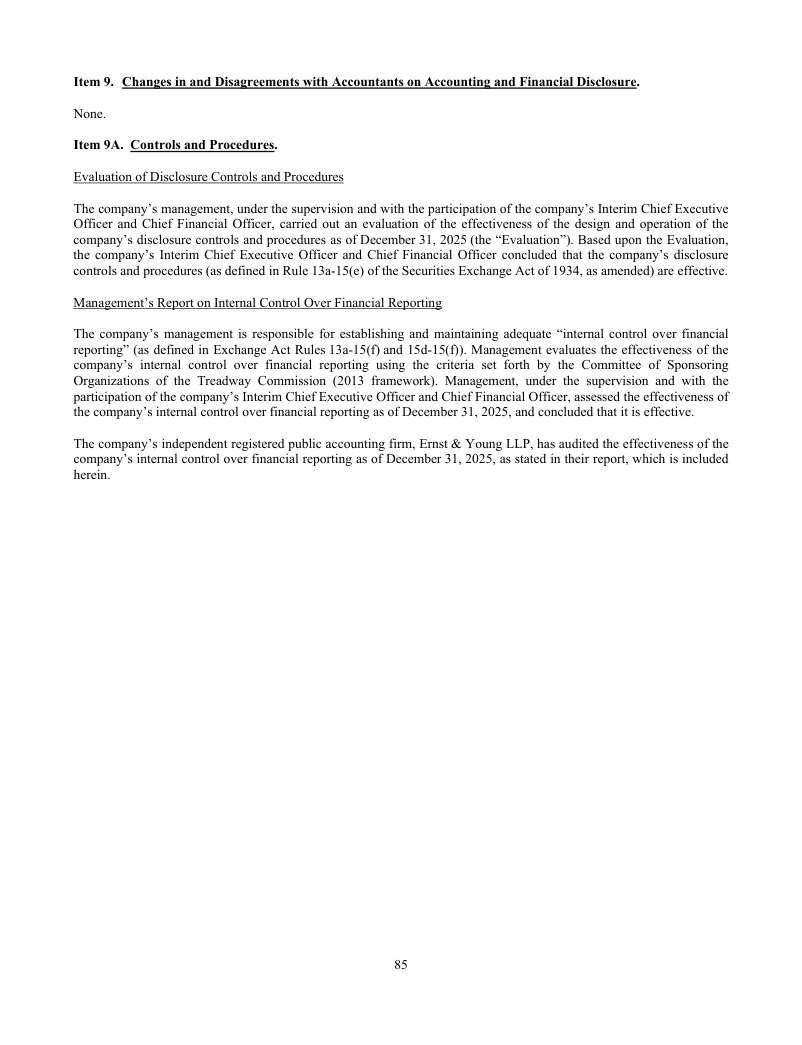 Item 9.  Changes in and Disagreements with Accountants on Accounting and Financial Disclosure.
None.
Item 9A.  Controls and Procedures.
Evaluation of Disclosure Controls and Procedures
The company’s management, under the supervision and with the participation of the company’s Interim Chief Executive
Officer and Chief Financial Officer, carried out an evaluation of the effectiveness of the design and operation of the
company’s disclosure controls and procedures as of December 31, 2025 (the “Evaluation”). Based upon the Evaluation,
the company’s Interim Chief Executive Officer and Chief Financial Officer concluded that the company’s disclosure
controls and procedures (as defined in Rule 13a-15(e) of the Securities Exchange Act of 1934, as amended) are effective.
Management’s Report on Internal Control Over Financial Reporting
The company’s management is responsible for establishing and maintaining adequate “internal control over financial
reporting” (as defined in Exchange Act Rules 13a-15(f) and 15d-15(f)). Management evaluates the effectiveness of the
company’s internal control over financial reporting using the criteria set forth by the Committee of Sponsoring
Organizations of the Treadway Commission (2013 framework). Management, under the supervision and with the
participation of the company’s Interim Chief Executive Officer and Chief Financial Officer, assessed the effectiveness of
the company’s internal control over financial reporting as of December 31, 2025, and concluded that it is effective.
The company’s independent registered public accounting firm, Ernst & Young LLP, has audited the effectiveness of the
company’s internal control over financial reporting as of December 31, 2025, as stated in their report, which is included
herein.
85